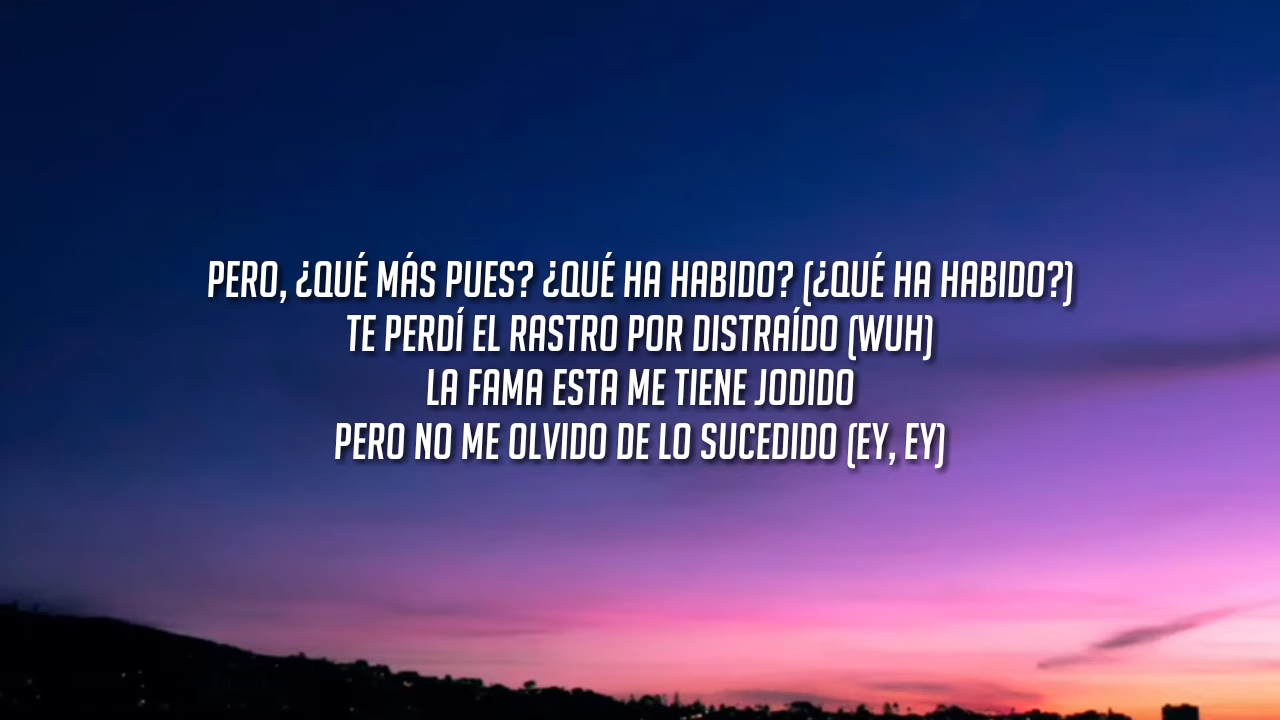 PERO, ¿QUÉ MÁS PUES? ¿QUÉ HA HABIDO? (¿QUÉ HA HABIDO?)
TE PERDÍ EL RASTRO POR DISTRAÍDO (WUH)
LA FAMA ESTA ME TIENE JODIDO
PERO NO ME OLVIDO DE LO SUCEDIDO (EY, EY)